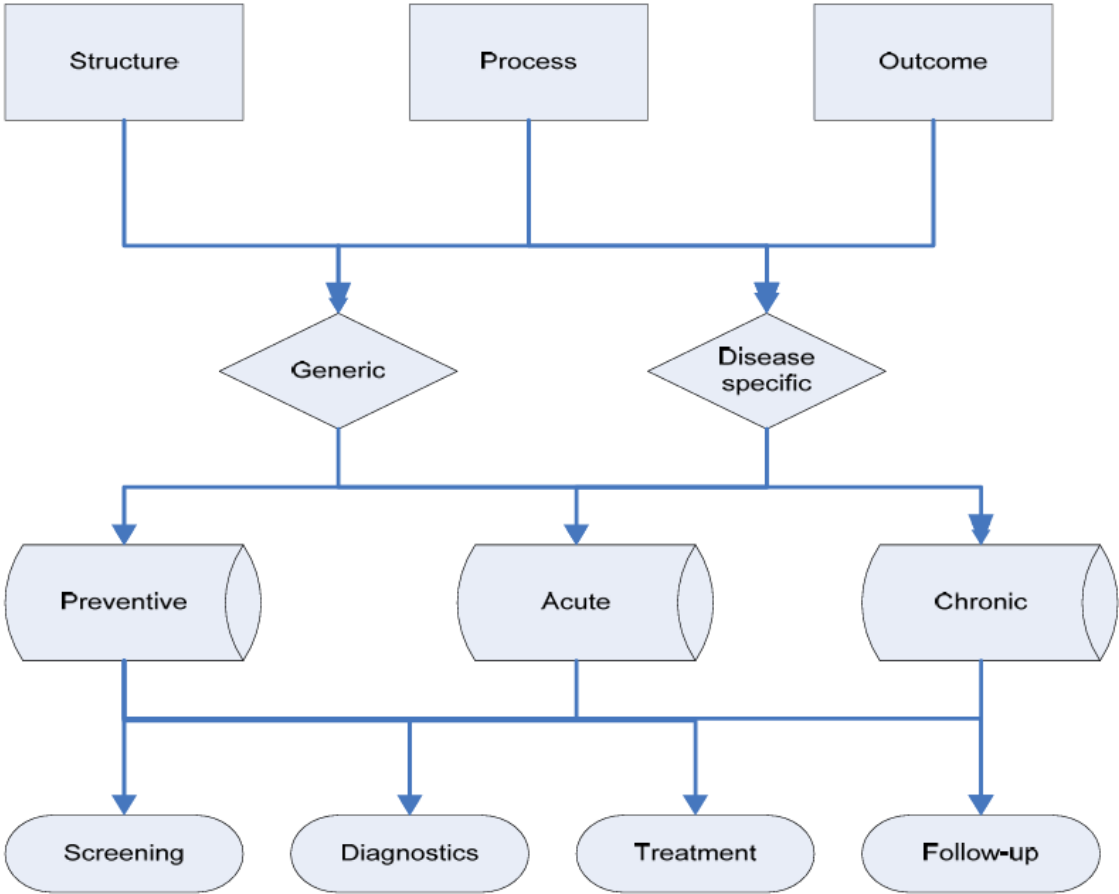 Structure
Process
Outcome
Generic
Disease
specific
Preventive
Acute
Chronic
Screening
Diagnostics
Treatment
Follow-up